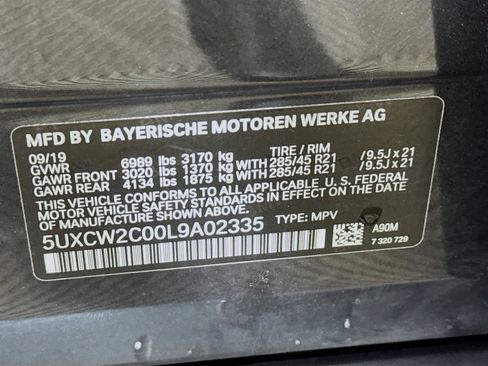 MFD BY BAYERISCHE MOTOREN WERKE AG
09/19 TIRE / RIM
GVWR 6989 lbs 3170 kg
GAWR FRONT 3020 lbs 1370 kg WITH 285/45 R21 /9.5J x 21
GAWR REAR 4134 lbs 1875 kg WITH 285/45 R21 /9.5J x 21
THIS VEHICLE CONFORMS TO ALL APPLICABLE U.S. FEDERAL
MOTOR VEHICLE SAFETY STANDARDS IN EFFECT ON THE DATE
OF MANUFACTURE SHOWN ABOVE.
5UXCW2C00L9A02335 TYPE: MPV
A90M
7 320 729